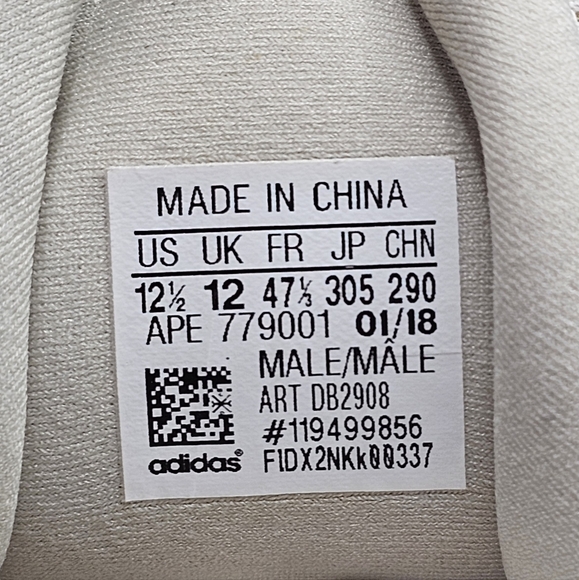 MADE IN CHINA
US UK FR JP CHN
12½ 12 47⅓ 305 290
APE 779001 01/18
MALE/MÂLE
ART DB2908
#119499856
adidas® F1DX2NKk00337